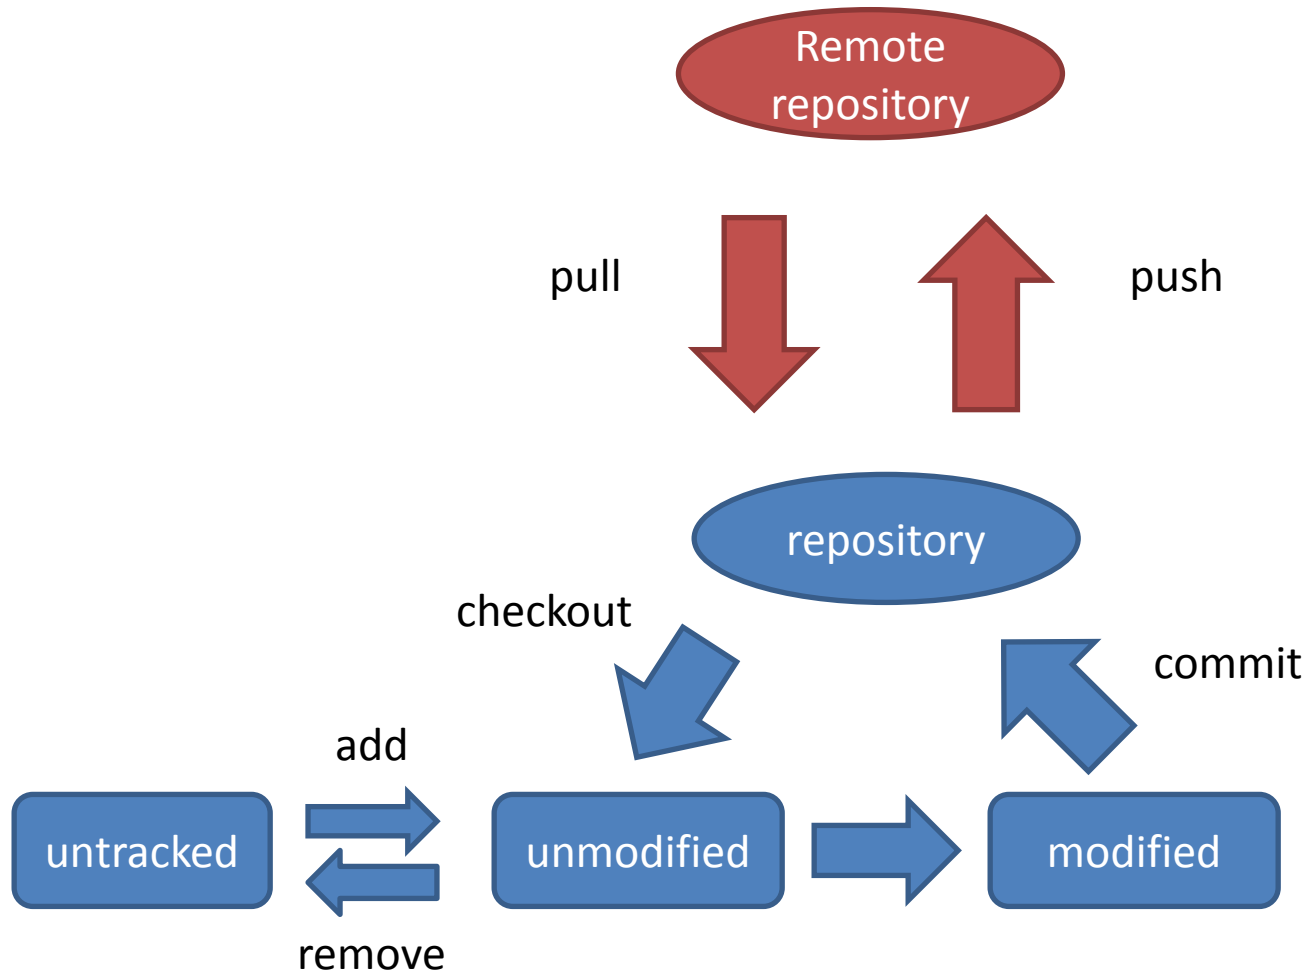 Remote
repository
pull
push
repository
checkout
commit
add
untracked
unmodified
modified
remove